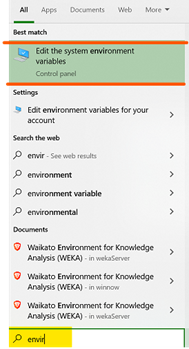 All Apps Documents Web More
Best match
Edit the system environment
variables
Control panel
Settings
Edit environment variables for your
account
Search the web
envir - See web results
environment
environment variable
environmental
Documents
Waikato Environment for Knowledge
Analysis (WEKA) - in wekaServer
Waikato Environment for Knowledge
Analysis (WEKA) - in winnow
Waikato Environment for Knowledge
Analysis (WEKA) - in wekaServer
envir